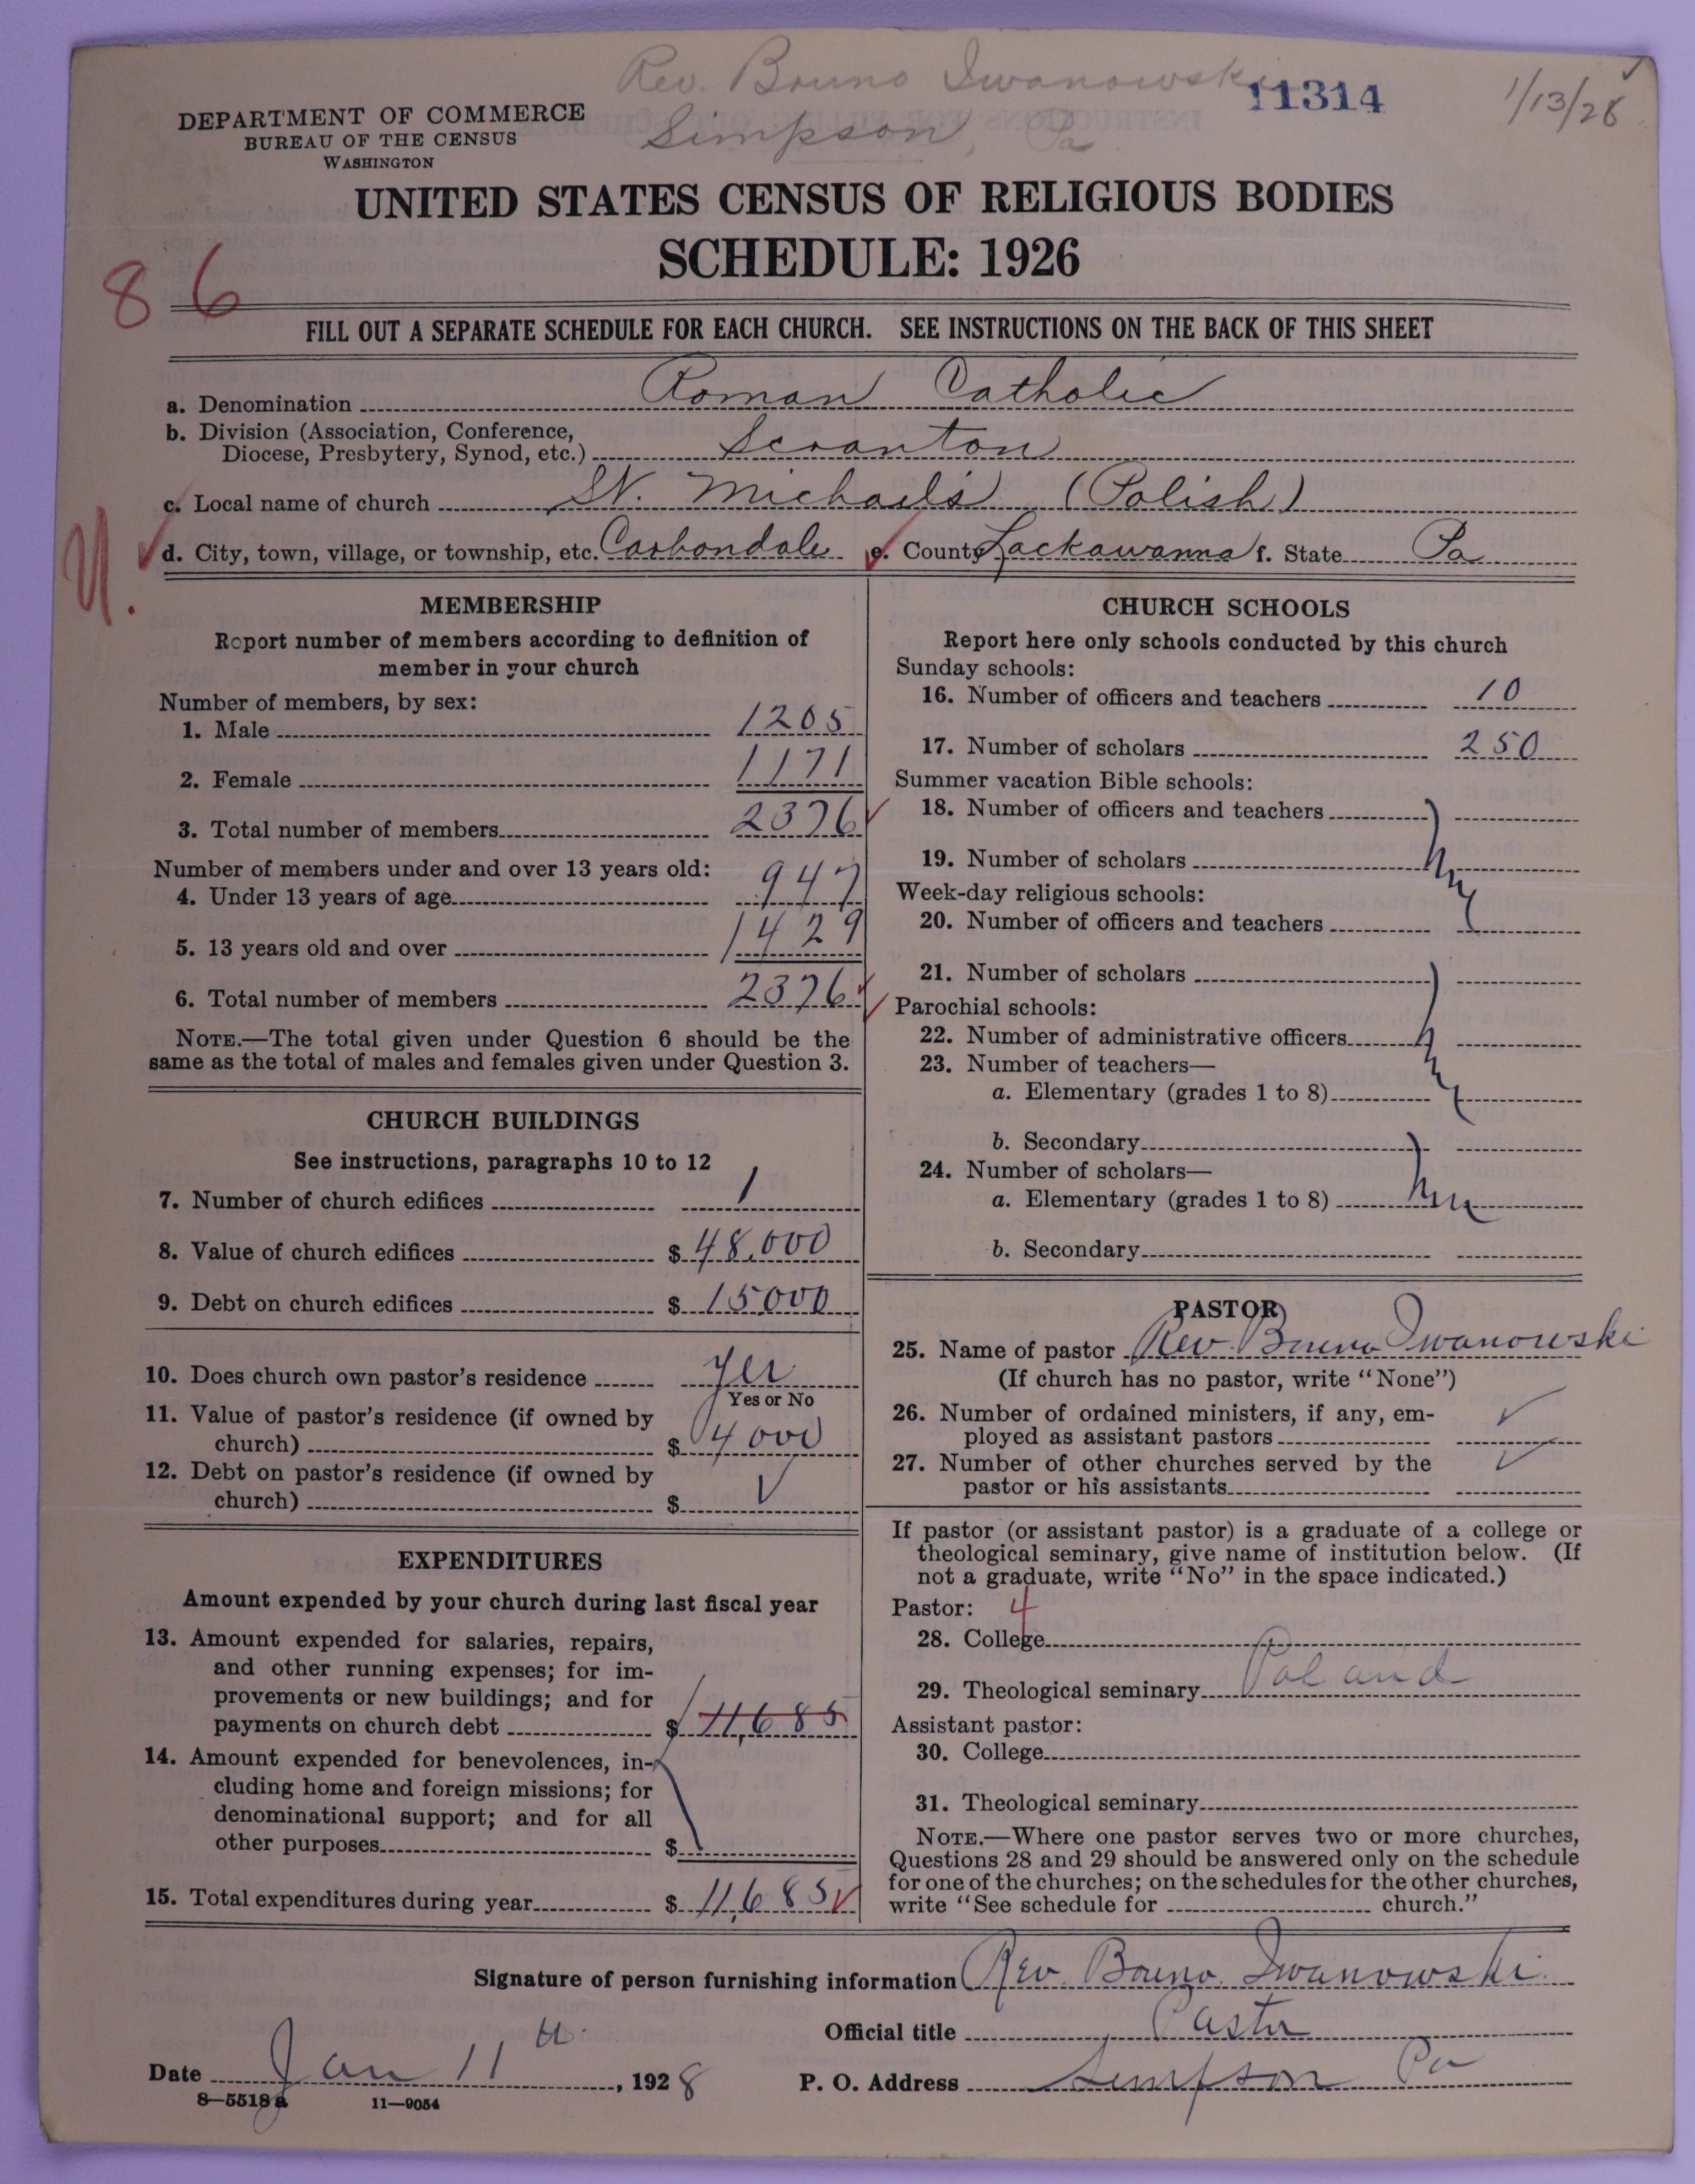 Rev. Bruno Iwanowski
11314
1/13/28
DEPARTMENT OF COMMERCE
BUREAU OF THE CENSUS
WASHINGTON
Simpson, Pa
UNITED STATES CENSUS OF RELIGIOUS BODIES
SCHEDULE: 1926
86
FILL OUT A SEPARATE SCHEDULE FOR EACH CHURCH. SEE INSTRUCTIONS ON THE BACK OF THIS SHEET
a. Denomination Roman Catholic
b. Division (Association, Conference,
Diocese, Presbytery, Synod, etc.) Scranton
c. Local name of church St. Michaels (Polish)
d. City, town, village, or township, etc. Carbondale e. County Lackawanna f. State Pa
MEMBERSHIP
Report number of members according to definition of
member in your church
Number of members, by sex:
1. Male 1205
2. Female 1171
3. Total number of members 2376
Number of members under and over 13 years old:
4. Under 13 years of age 947
5. 13 years old and over 1429
6. Total number of members 2376
NOTE.—The total given under Question 6 should be the
same as the total of males and females given under Question 3.
CHURCH BUILDINGS
See instructions, paragraphs 10 to 12
7. Number of church edifices 1
8. Value of church edifices $ 48,000
9. Debt on church edifices $ 15000
10. Does church own pastor's residence Yes
Yes or No
11. Value of pastor's residence (if owned by
church) $ 4000
12. Debt on pastor's residence (if owned by
church) $
EXPENDITURES
Amount expended by your church during last fiscal year
13. Amount expended for salaries, repairs,
and other running expenses; for im-
provements or new buildings; and for
payments on church debt $ 11,685
14. Amount expended for benevolences, in-
cluding home and foreign missions; for
denominational support; and for all
other purposes $
15. Total expenditures during year $ 11,685
CHURCH SCHOOLS
Report here only schools conducted by this church
Sunday schools:
16. Number of officers and teachers 10
17. Number of scholars 250
Summer vacation Bible schools:
18. Number of officers and teachers
19. Number of scholars
Week-day religious schools:
20. Number of officers and teachers
21. Number of scholars
Parochial schools:
22. Number of administrative officers
23. Number of teachers—
a. Elementary (grades 1 to 8)
b. Secondary
24. Number of scholars—
a. Elementary (grades 1 to 8)
b. Secondary
PASTOR
25. Name of pastor Rev. Bruno Iwanowski
(If church has no pastor, write "None")
26. Number of ordained ministers, if any, em-
ployed as assistant pastors
27. Number of other churches served by the
pastor or his assistants
If pastor (or assistant pastor) is a graduate of a college or
theological seminary, give name of institution below. (If
not a graduate, write "No" in the space indicated.)
Pastor: 4
28. College
29. Theological seminary Poland
Assistant pastor:
30. College
31. Theological seminary
NOTE.—Where one pastor serves two or more churches,
Questions 28 and 29 should be answered only on the schedule
for one of the churches; on the schedules for the other churches,
write "See schedule for church."
Signature of person furnishing information Rev. Bruno Iwanowski
Official title Pastor
Date Jan 11th, 1928
P. O. Address Simpson Pa
8—5518a 11—9054